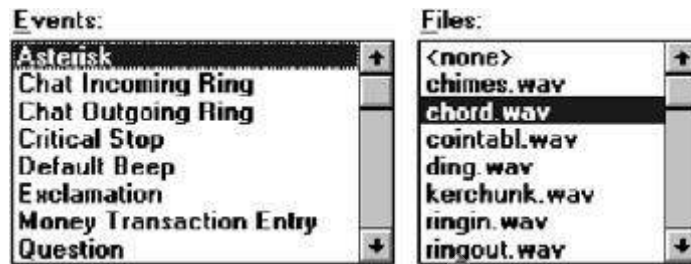 Events:
Asterisk
Chat Incoming Ring
Chat Outgoing Ring
Critical Stop
Default Beep
Exclamation
Money Transaction Entry
Question
Files:
<none>
chimes.wav
chord.wav
cointabl.wav
ding.wav
kerchunk.wav
ringin.wav
ringout.wav